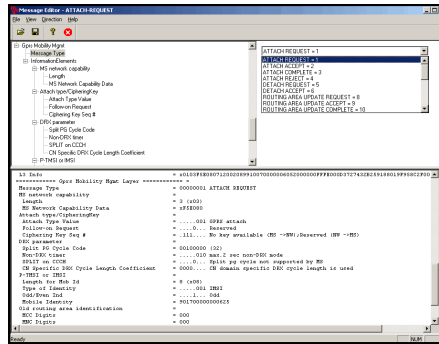 Message Editor - ATTACH-REQUEST
File View Direction Help
Gprs Mobility Mgmt
Message Type
InformationElements
MS network capability
Length
MS Network Capability Data
Attach type/CipheringKey
Attach Type Value
Follow-on Request
Ciphering Key Seq #
DRX parameter
Split PG Cycle Code
Non-DRX timer
SPLIT on CCCH
CN Specific DRX Cycle Length Coefficient
P-TMSI or IMSI
ATTACH REQUEST = 1
ATTACH REQUEST = 1
ATTACH ACCEPT = 2
ATTACH COMPLETE = 3
ATTACH REJECT = 4
DETACH REQUEST = 5
DETACH ACCEPT = 6
ROUTING AREA UPDATE REQUEST = 8
ROUTING AREA UPDATE ACCEPT = 9
ROUTING AREA UPDATE COMPLETE = 10
L3 Info =
============ Gprs Mobility Mgmt Layer ============ =
Message Type = 00000001 ATTACH REQUEST
MS network capability =
Length = 3 (x03)
MS Network Capability Data = xF5E080
Attach type/CipheringKey =
Attach Type Value = .....001 GPRS attach
Follow-on Request = ....0... Reserved
Ciphering Key Seq # = .111.... No key available (MS ->NW);Reserved (NW ->MS)
DRX parameter =
Split PG Cycle Code = 00100000 (32)
Non-DRX timer = .....010 max.2 sec non-DRX mode
SPLIT on CCCH = ....0... Split pg cycle not supported by MS
CN Specific DRX Cycle Length Coefficient = 0000.... CN domain specific DRX cycle length is used
P-TMSI or IMSI =
Length for Mob Id = 8 (x08)
Type of Identity = .....001 IMSI
Odd/Even Ind = ....1... Odd
Mobile Identity = 901700000000625
Old routing area identification =
MCC Digits = 000
MNC Digits = 000
Ready
NUM